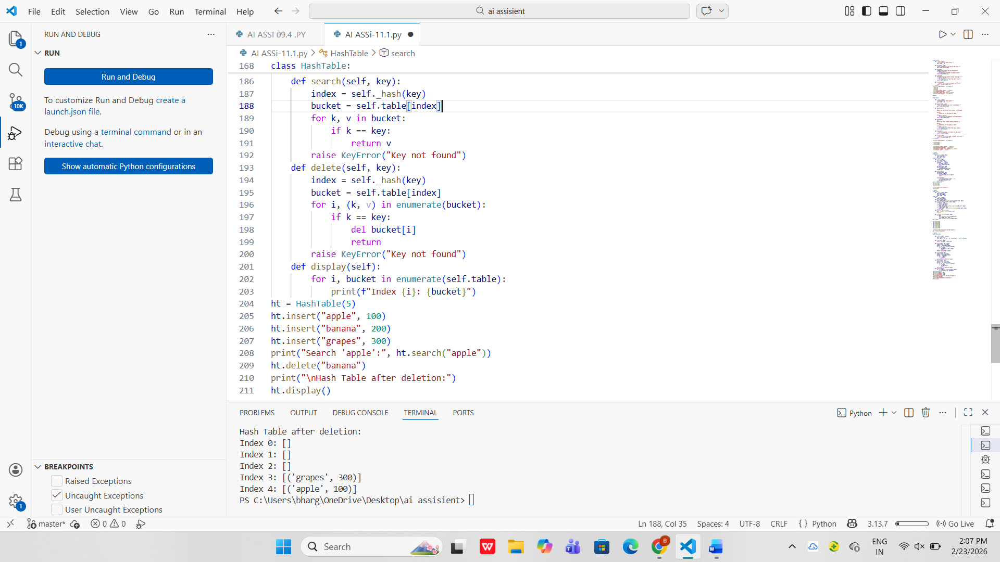 File Edit Selection View Go Run Terminal Help
ai assisient
RUN AND DEBUG
RUN
Run and Debug
To customize Run and Debug create a
launch.json file.
Debug using a terminal command or in an
interactive chat.
Show automatic Python configurations
1
10K
1
BREAKPOINTS
Raised Exceptions
Uncaught Exceptions
User Uncaught Exceptions
AI ASSI 09.4 .PY
AI ASSi-11.1.py
AI ASSi-11.1.py > HashTable > search
168 class HashTable:
186 def search(self, key):
187 index = self._hash(key)
188 bucket = self.table[index]
189 for k, v in bucket:
190 if k == key:
191 return v
192 raise KeyError("Key not found")
193 def delete(self, key):
194 index = self._hash(key)
195 bucket = self.table[index]
196 for i, (k, v) in enumerate(bucket):
197 if k == key:
198 del bucket[i]
199 return
200 raise KeyError("Key not found")
201 def display(self):
202 for i, bucket in enumerate(self.table):
203 print(f"Index {i}: {bucket}")
204 ht = HashTable(5)
205 ht.insert("apple", 100)
206 ht.insert("banana", 200)
207 ht.insert("grapes", 300)
208 print("Search 'apple':", ht.search("apple"))
209 ht.delete("banana")
210 print("\nHash Table after deletion:")
211 ht.display()
PROBLEMS OUTPUT DEBUG CONSOLE TERMINAL PORTS
Python
Hash Table after deletion:
Index 0: []
Index 1: []
Index 2: []
Index 3: [('grapes', 300)]
Index 4: [('apple', 100)]
PS C:\Users\bharg\OneDrive\Desktop\ai assisient>
master* 0 0
Ln 188, Col 35 Spaces: 4 UTF-8 CRLF { } Python 3.13.7 Go Live
Search
B
ENG
IN
2:07 PM
2/23/2026